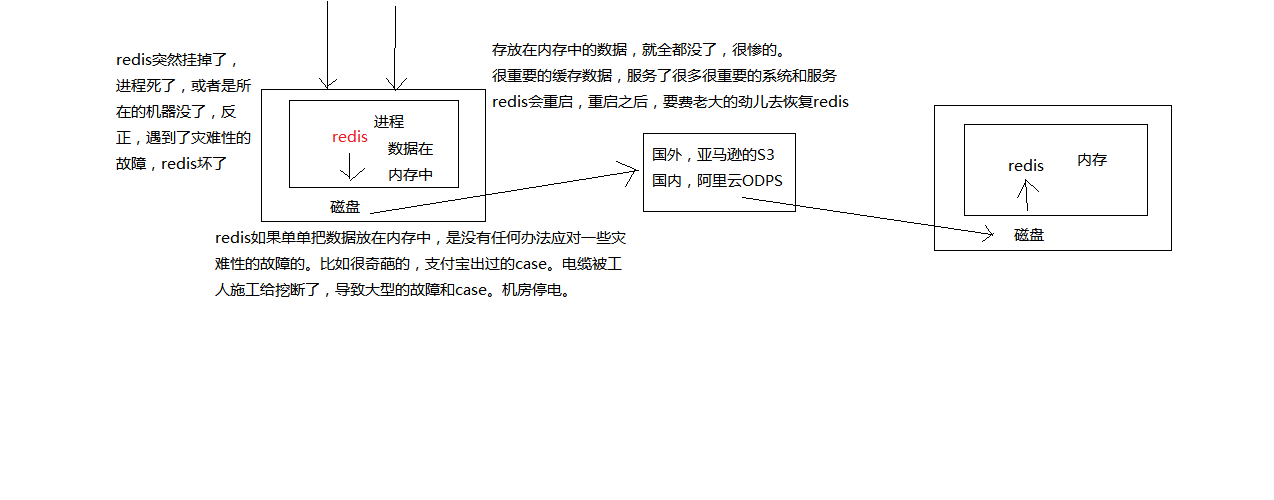 redis突然挂掉了，
进程死了，或者是所
在的机器没了，反
正，遇到了灾难性的
故障，redis坏了
存放在内存中的数据，就全都没了，很惨的。
很重要的缓存数据，服务了很多很重要的系统和服务
redis会重启，重启之后，要费老大的劲儿去恢复redis
进程
redis
数据在
内存中
磁盘
国外，亚马逊的S3
国内，阿里云ODPS
redis
内存
磁盘
redis如果单单把数据放在内存中，是没有任何办法应对一些灾
难性的故障的。比如很奇葩的，支付宝出过的case。电缆被工
人施工给挖断了，导致大型的故障和case。机房停电。